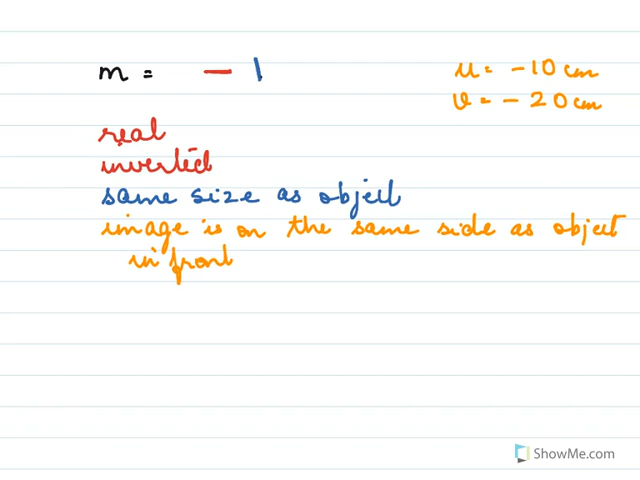 m = - 1
u = -10 cm
v = - 20 cm
real
inverted
same size as object
image is on the same side as object
in front
ShowMe.com